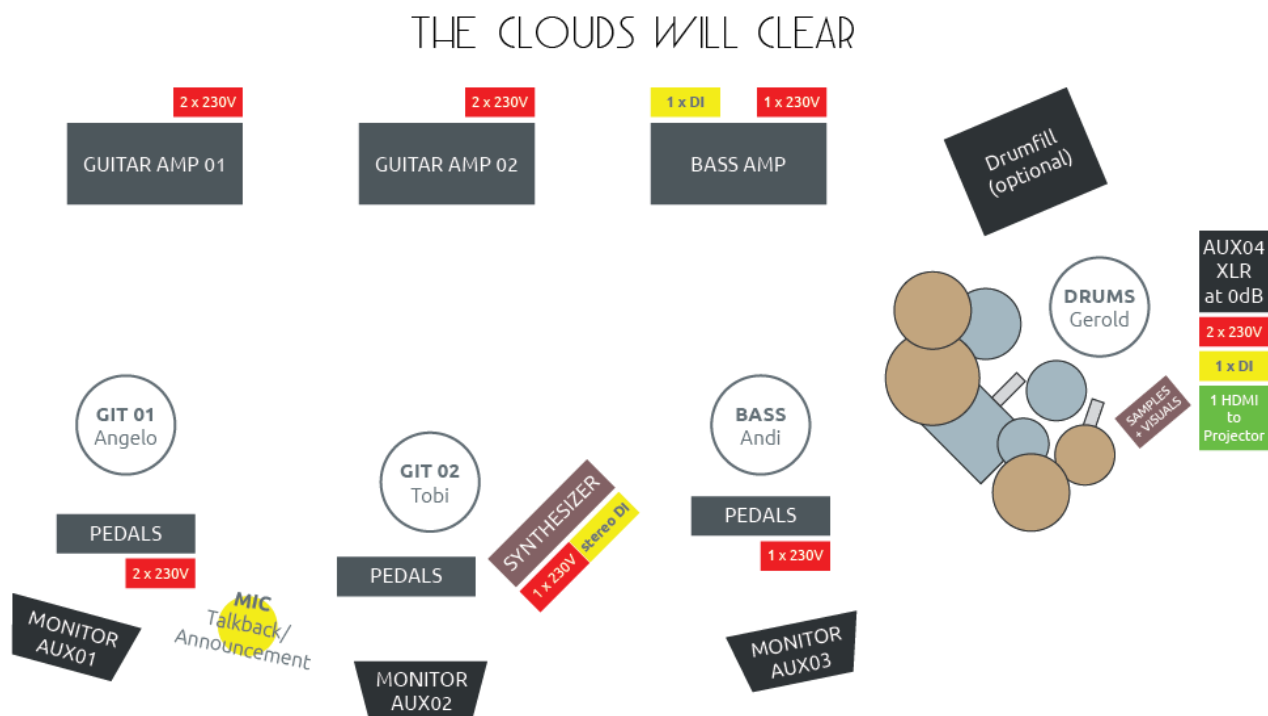 THE CLOUDS WILL CLEAR
2 x 230V
2 x 230V
1 x DI
1 x 230V
GUITAR AMP 01
GUITAR AMP 02
BASS AMP
Drumfill
(optional)
AUX04
XLR
at 0dB
2 x 230V
1 x DI
1 HDMI
to
Projector
DRUMS
Gerold
SAMPLES
+ VISUALS
GIT 01
Angelo
GIT 02
Tobi
BASS
Andi
SYNTHESIZER
1 x 230V
stereo DI
PEDALS
2 x 230V
PEDALS
PEDALS
1 x 230V
MIC
Talkback/
Announcement
MONITOR
AUX01
MONITOR
AUX02
MONITOR
AUX03